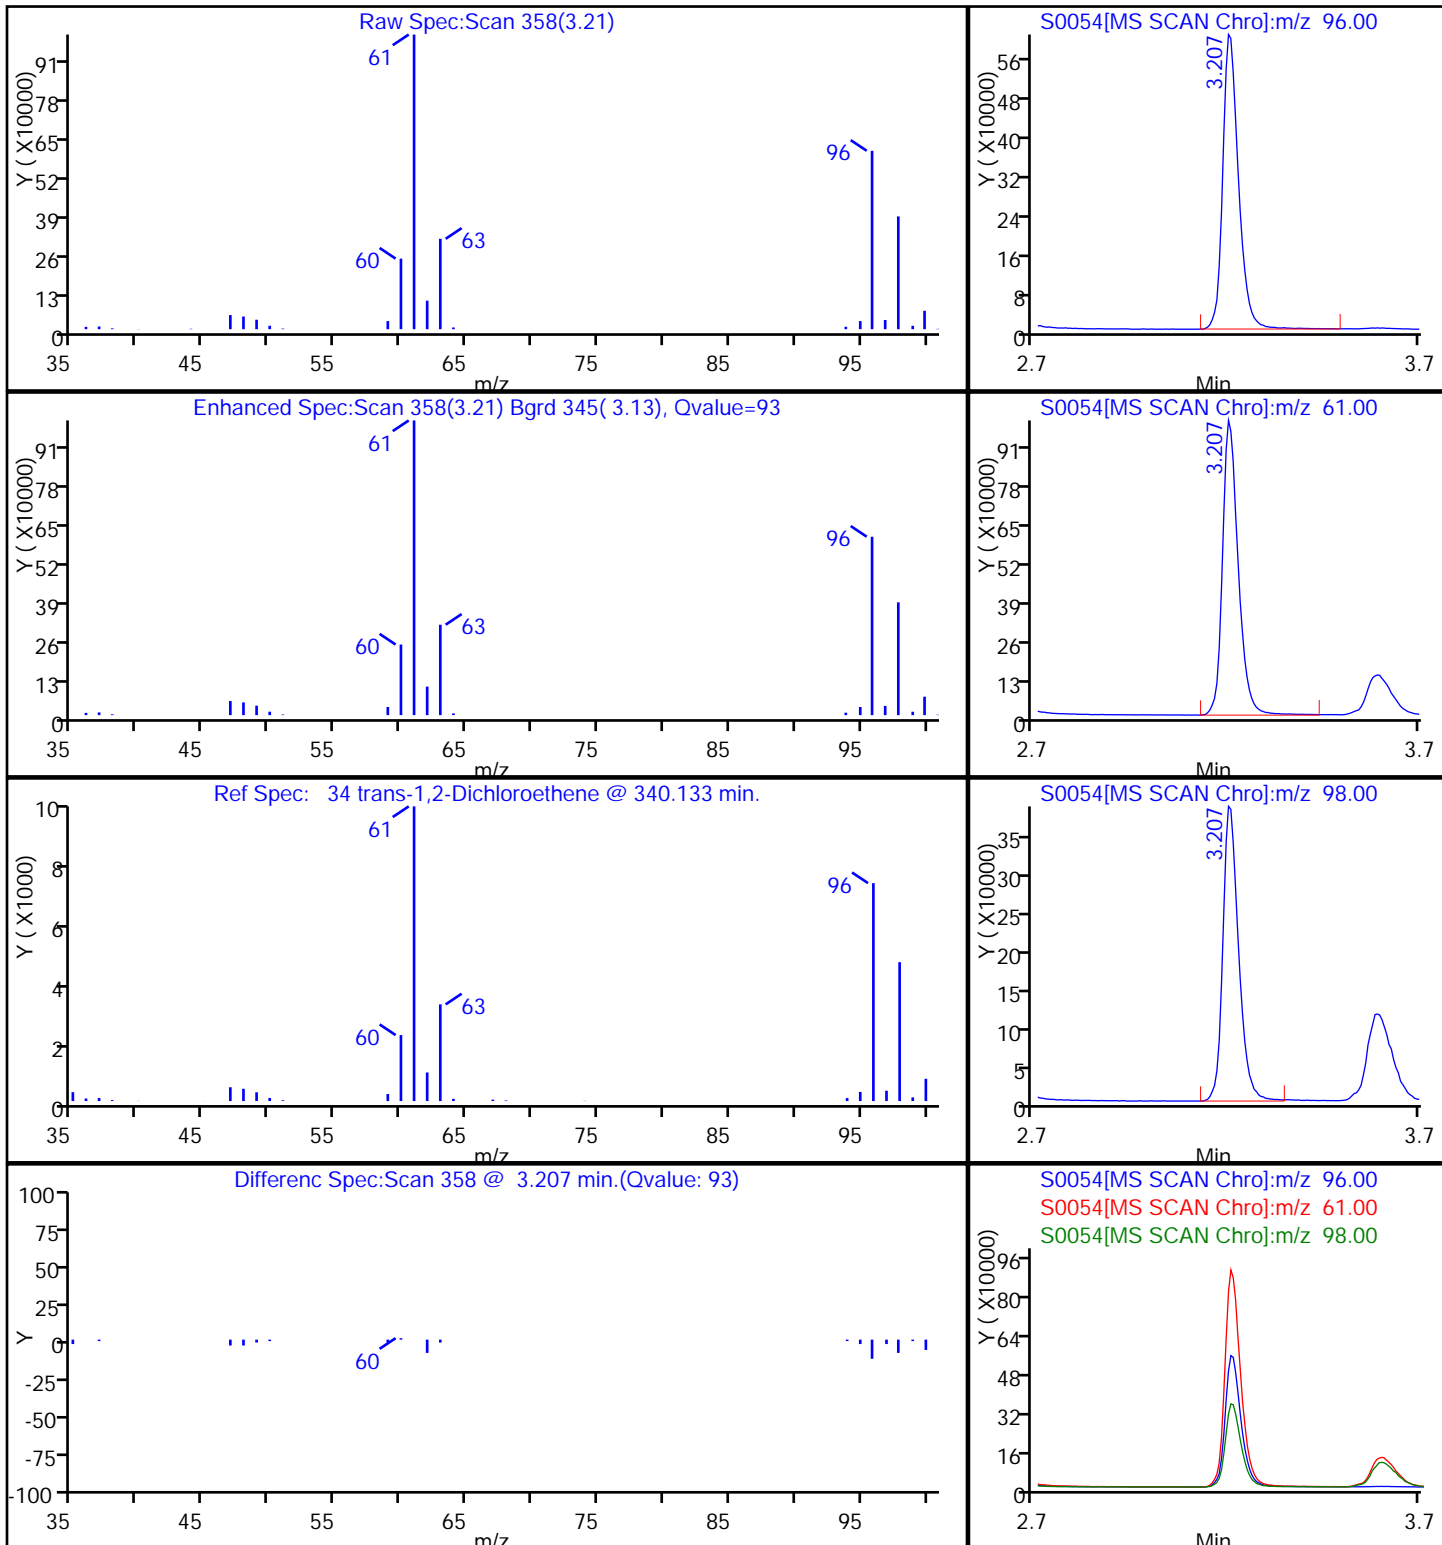 Raw Spec:Scan 358(3.21)
Y ( X10000)
91
78
65
52
39
26
13
0
61
60
63
96
35 45 55 65 75 85 95
m/z
S0054[MS SCAN Chro]:m/z 96.00
Y ( X10000)
56
48
40
32
24
16
8
0
3.207
2.7 3.7
Min
Enhanced Spec:Scan 358(3.21) Bgrd 345( 3.13), Qvalue=93
Y ( X10000)
91
78
65
52
39
26
13
0
61
60
63
96
35 45 55 65 75 85 95
m/z
S0054[MS SCAN Chro]:m/z 61.00
Y ( X10000)
91
78
65
52
39
26
13
0
3.207
2.7 3.7
Min
Ref Spec: 34 trans-1,2-Dichloroethene @ 340.133 min.
Y ( X1000)
10
8
6
4
2
0
61
60
63
96
35 45 55 65 75 85 95
m/z
S0054[MS SCAN Chro]:m/z 98.00
Y ( X10000)
35
30
25
20
15
10
5
0
3.207
2.7 3.7
Min
Differenc Spec:Scan 358 @ 3.207 min.(Qvalue: 93)
Y
100
75
50
25
0
-25
-50
-75
-100
60
35 45 55 65 75 85 95
m/z
S0054[MS SCAN Chro]:m/z 96.00
S0054[MS SCAN Chro]:m/z 61.00
S0054[MS SCAN Chro]:m/z 98.00
Y ( X10000)
96
80
64
48
32
16
0
2.7 3.7
Min